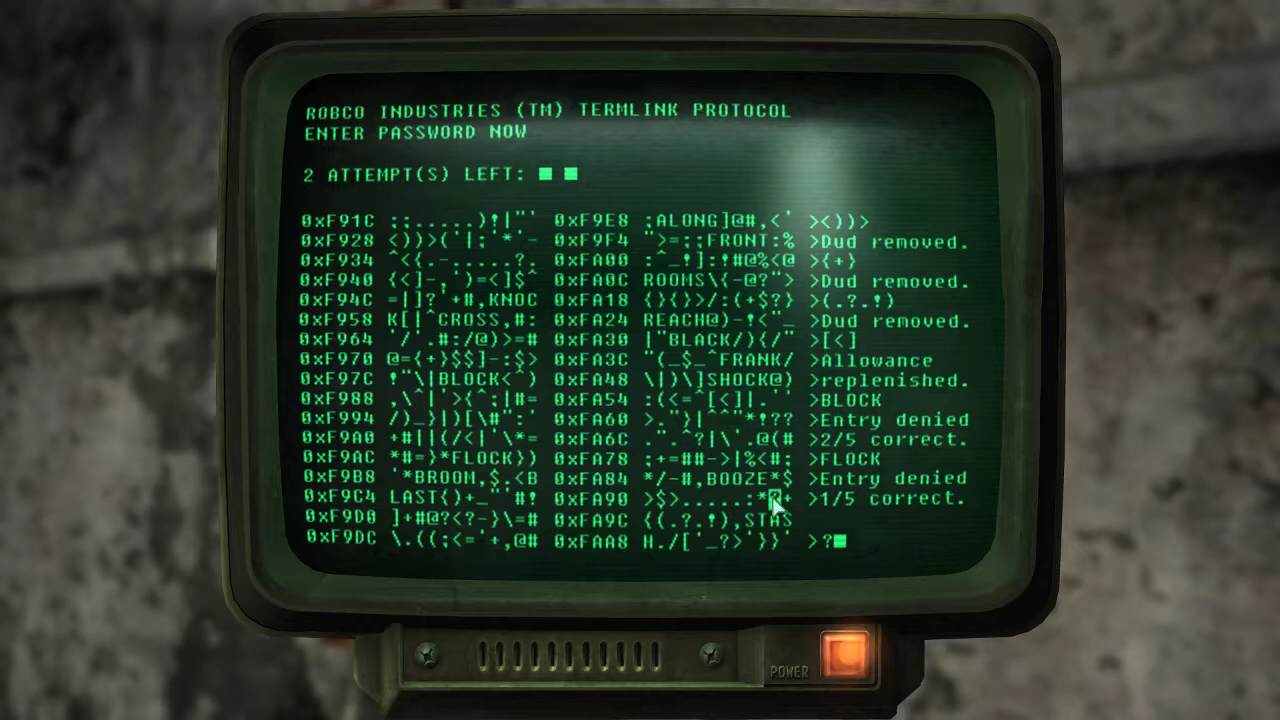 ROBCO INDUSTRIES (TM) TERMLINK PROTOCOL
ENTER PASSWORD NOW
2 ATTEMPT(S) LEFT: ■ ■
0xF91C :;.....)!|"' 0xF9E8 ;ALONG]@#,<' ><))>
0xF928 <))>('|;'*'- 0xF9F4 ">=;;FRONT:% >Dud removed.
0xF934 ^<{.-.....?. 0xFA00 :^_!]:!#@%<@ >{+}
0xF940 {<]-,')=<]$^ 0xFA0C ROOMS\{-@?"> >Dud removed.
0xF94C =|]?'+#,KNOC 0xFA18 {}{}>/:(+$?} >(.?.!)
0xF958 K[|^CROSS,#: 0xFA24 REACH@)-!<"_ >Dud removed.
0xF964 '/'.#:/@)>=# 0xFA30 |"BLACK/){/" >[<]
0xF970 @={+}$$]-:$> 0xFA3C "(_$_^FRANK/ >Allowance
0xF97C !"\|BLOCK<^) 0xFA48 \|)\]SHOCK@) >replenished.
0xF988 ,\^|'>{^;|#= 0xFA54 :(<=^[<]|.'' >BLOCK
0xF994 /)_}|)[\#":' 0xFA60 >."}|^^"*!?? >Entry denied
0xF9A0 +#||(/<|'\*= 0xFA6C .".^?|\'.@(# >2/5 correct.
0xF9AC *#=}*FLOCK}) 0xFA78 ;+=##->|%<#; >FLOCK
0xF9B8 '*BROOM,$.<B 0xFA84 */-#,BOOZE*$ >Entry denied
0xF9C4 LAST{)+_"'#! 0xFA90 >$>.....:*?+ >1/5 correct.
0xF9D0 ]+#@?<?-}\=# 0xFA9C {(.?.!),STAS
0xF9DC \.((;<='+,@# 0xFAA8 H./['_?>'}}' >?■
POWER